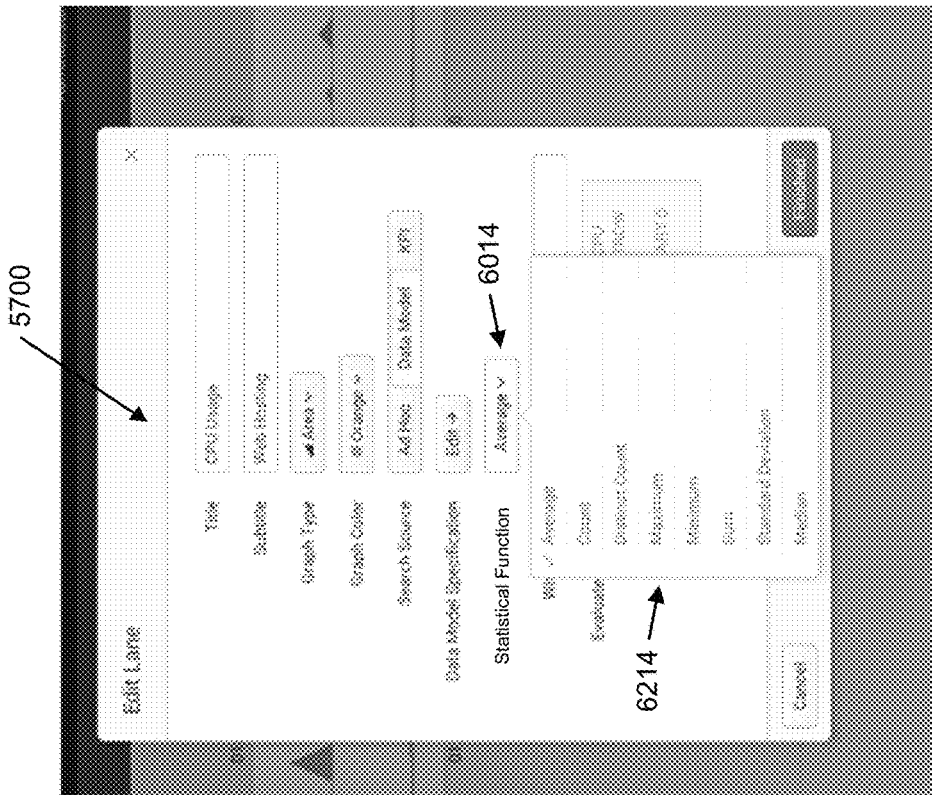 5700
Edit Lane ×
Title CPU Usage
Subtitle Web Hosting
Graph Type Area
Graph Color Orange
Search Source Ad Hoc Data Model KPI
Data Model Specification Edit →
Statistical Function Average 6014
✓ Average
Count
Distinct Count
Maximum
Minimum
Sum
Standard Deviation
Median
Evaluate
6214
Cancel